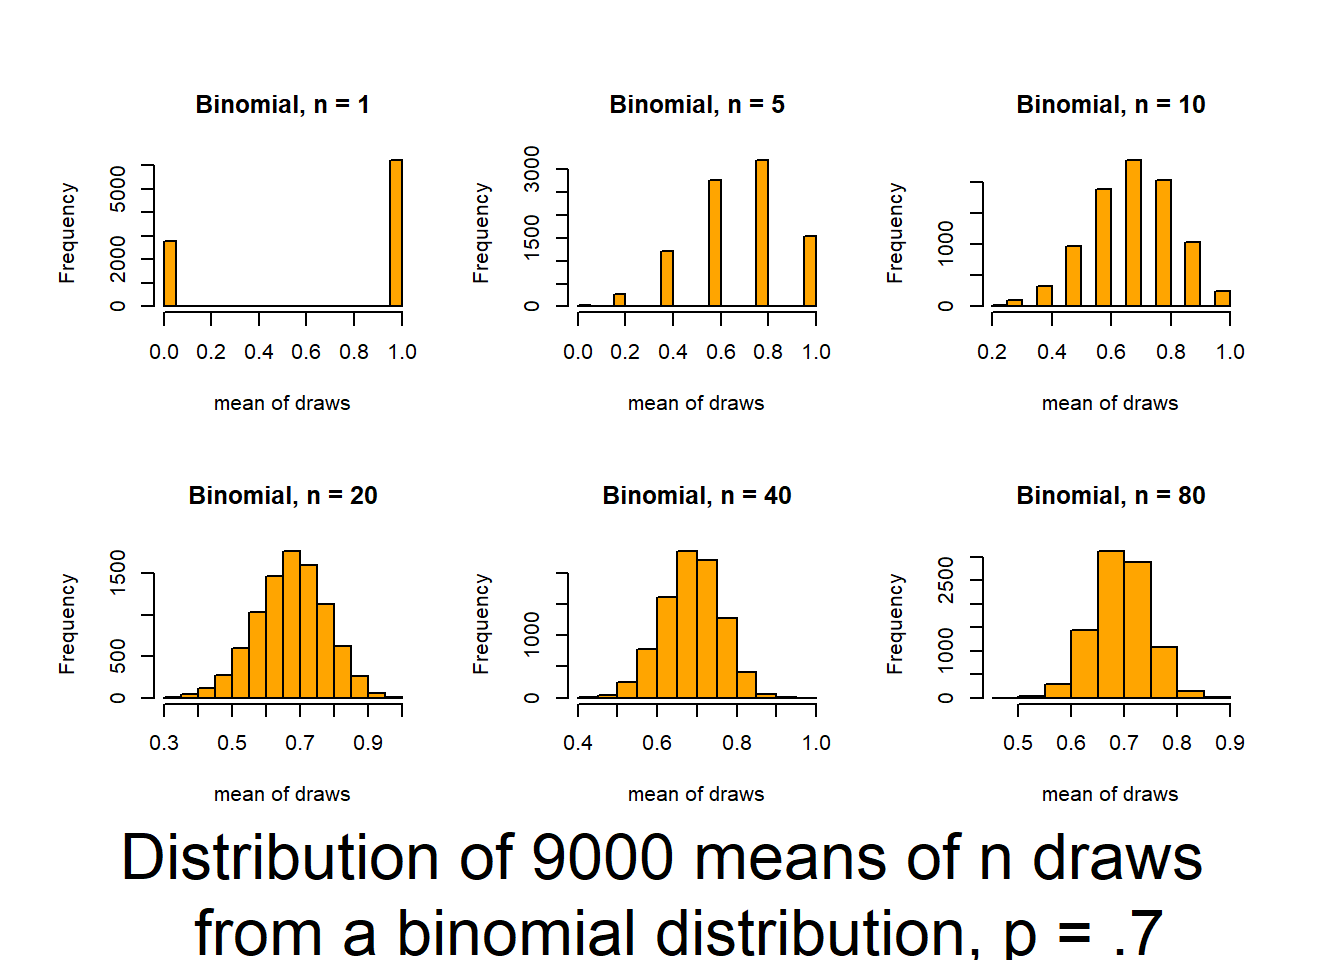 Binomial, n = 1
Frequency
0 2000 5000
0.0 0.2 0.4 0.6 0.8 1.0
mean of draws
Binomial, n = 5
Frequency
0 1500 3000
0.0 0.2 0.4 0.6 0.8 1.0
mean of draws
Binomial, n = 10
Frequency
0 1000
0.2 0.4 0.6 0.8 1.0
mean of draws
Binomial, n = 20
Frequency
0 500 1500
0.3 0.5 0.7 0.9
mean of draws
Binomial, n = 40
Frequency
0 1000
0.4 0.6 0.8 1.0
mean of draws
Binomial, n = 80
Frequency
0 1000 2500
0.5 0.6 0.7 0.8 0.9
mean of draws
Distribution of 9000 means of n draws
from a binomial distribution, p = .7